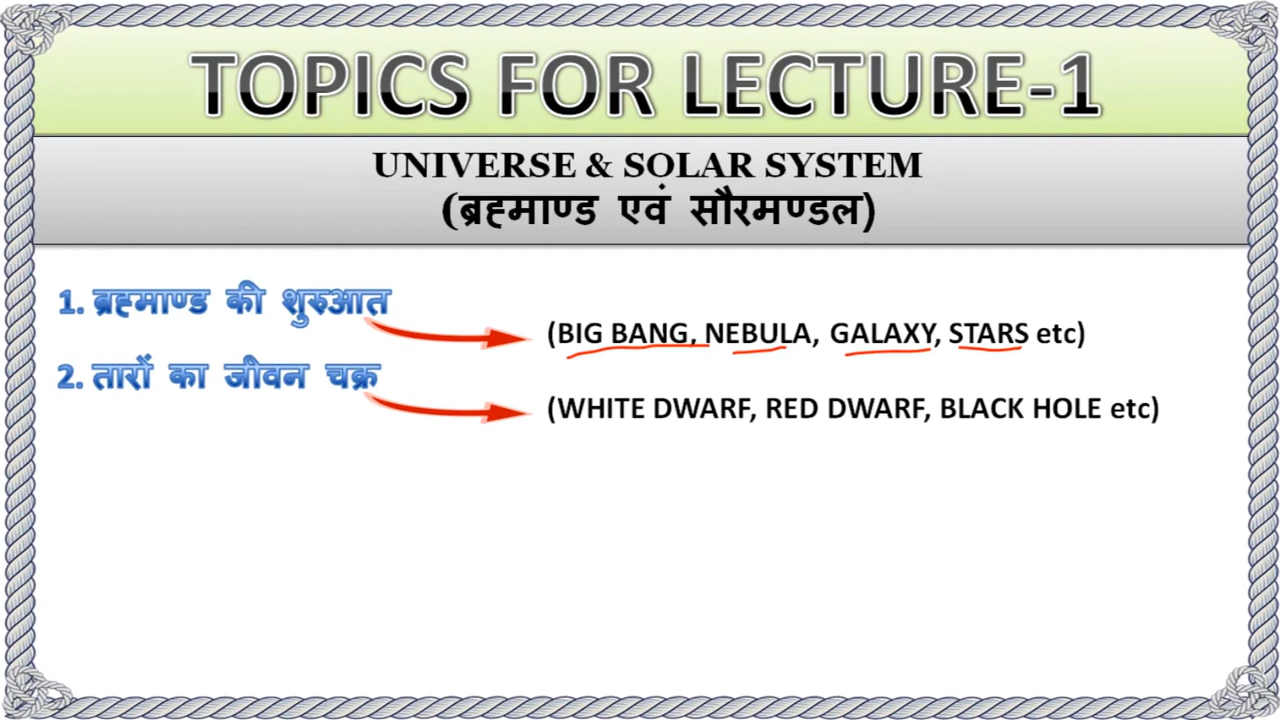 TOPICS FOR LECTURE-1
UNIVERSE & SOLAR SYSTEM
(ब्रह्माण्ड एवं सौरमण्डल)
1. ब्रह्माण्ड की शुरुआत
(BIG BANG, NEBULA, GALAXY, STARS etc)
2. तारों का जीवन चक्र
(WHITE DWARF, RED DWARF, BLACK HOLE etc)